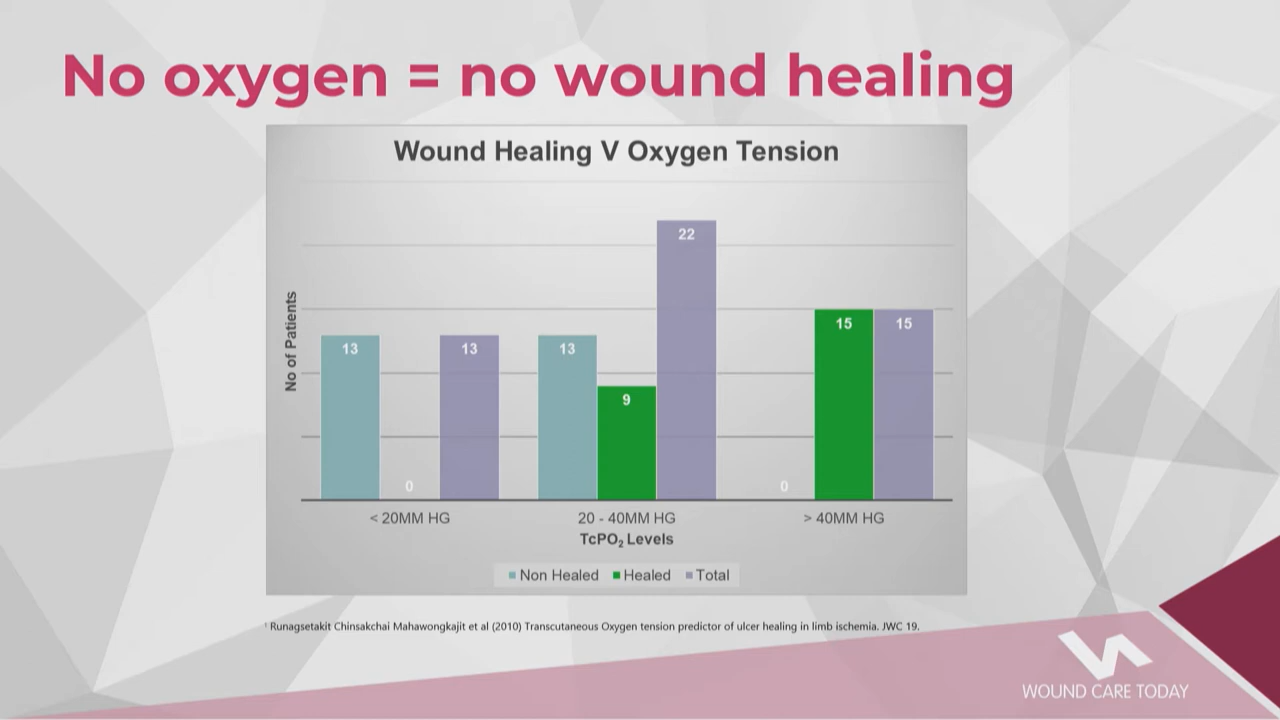 No oxygen = no wound healing
Wound Healing V Oxygen Tension
No of Patients
13
0
13
13
9
22
0
15
15
< 20MM HG
20 - 40MM HG
> 40MM HG
TcPO₂ Levels
Non Healed
Healed
Total
¹ Runagsetakit Chinsakchai Mahawongkajit et al (2010) Transcutaneous Oxygen tension predictor of ulcer healing in limb ischemia. JWC 19.
WOUND CARE TODAY